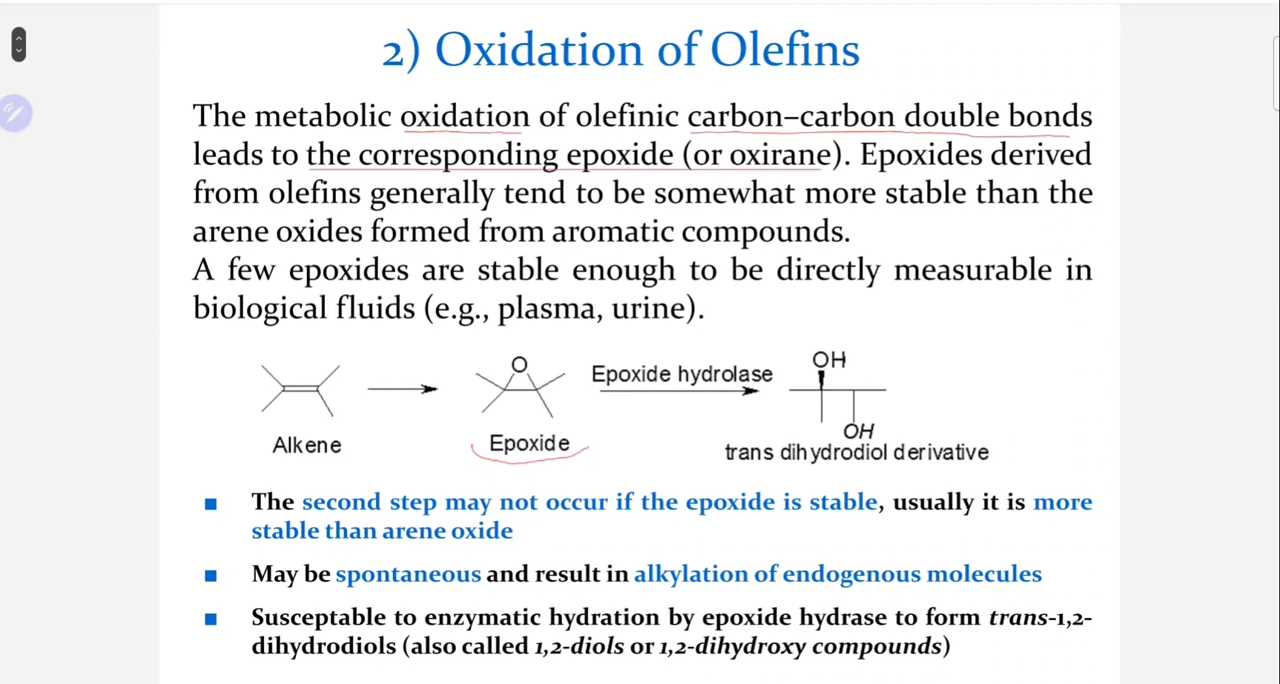 2) Oxidation of Olefins
The metabolic oxidation of olefinic carbon–carbon double bonds
leads to the corresponding epoxide (or oxirane). Epoxides derived
from olefins generally tend to be somewhat more stable than the
arene oxides formed from aromatic compounds.
A few epoxides are stable enough to be directly measurable in
biological fluids (e.g., plasma, urine).
O
Epoxide hydrolase
OH
OH
Alkene
Epoxide
trans dihydrodiol derivative
The second step may not occur if the epoxide is stable, usually it is more
stable than arene oxide
May be spontaneous and result in alkylation of endogenous molecules
Susceptable to enzymatic hydration by epoxide hydrase to form trans-1,2-
dihydrodiols (also called 1,2-diols or 1,2-dihydroxy compounds)